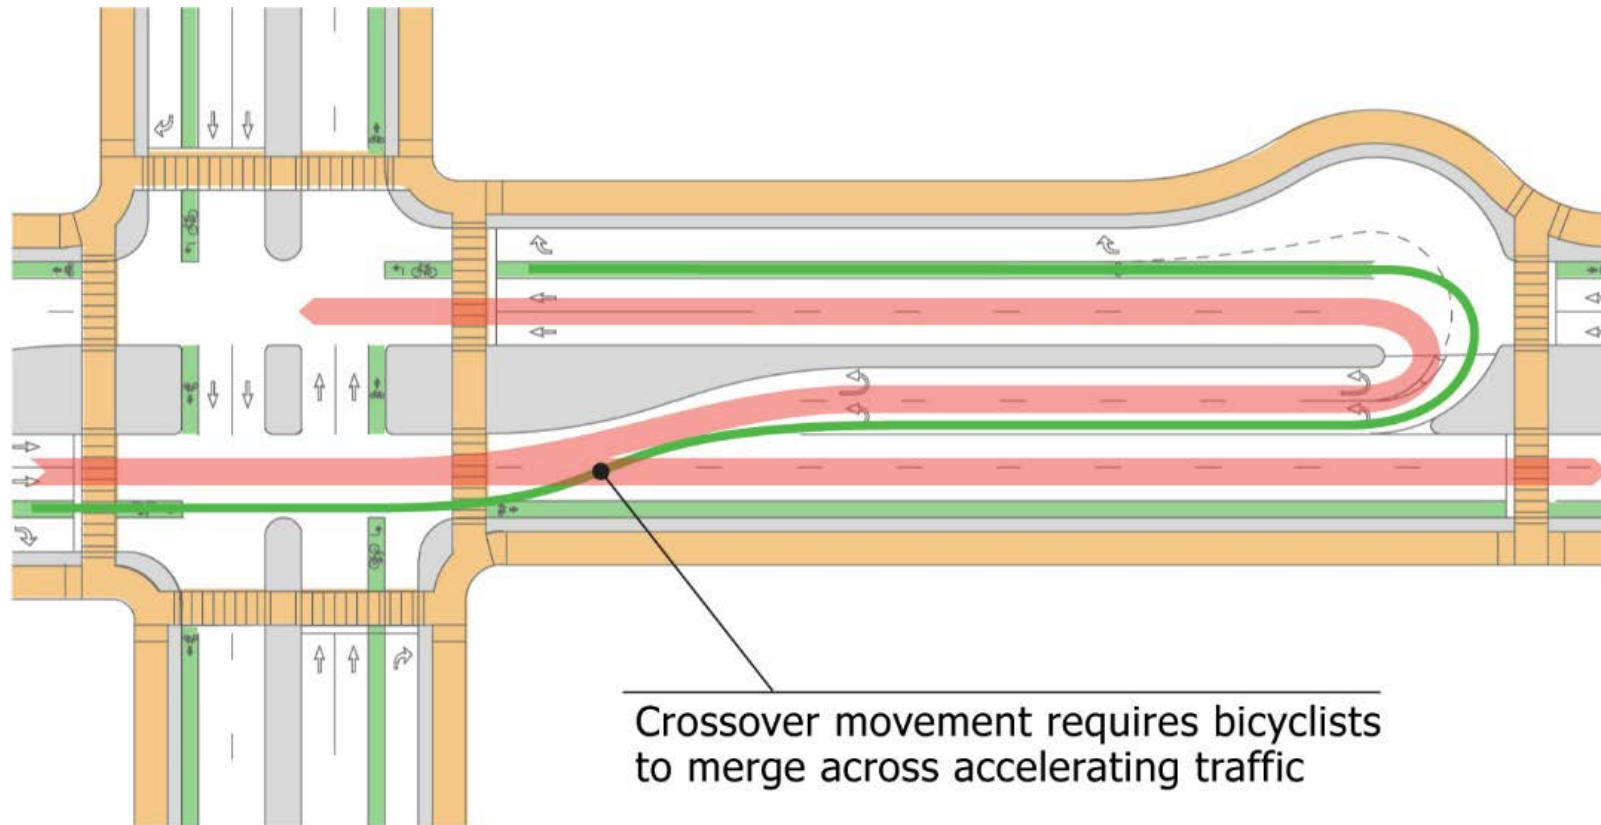 Crossover movement requires bicyclists
to merge across accelerating traffic